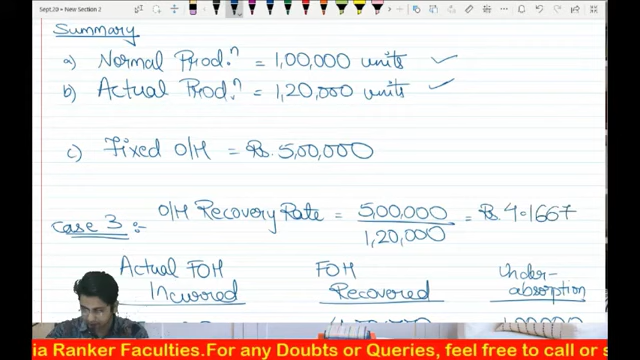 Sept.20 - New Section 2
Summary
a) Normal Prod.n = 1,00,000 units
b) Actual Prod.n = 1,20,000 units
c) Fixed O/H = Rs. 5,00,000
Case 3 :- O/H Recovery Rate = 5,00,000 / 1,20,000 = Rs. 4.1667
Actual FOH Incurred
FOH Recovered
Under-absorption
ia Ranker Faculties.For any Doubts or Queries, feel free to call or s